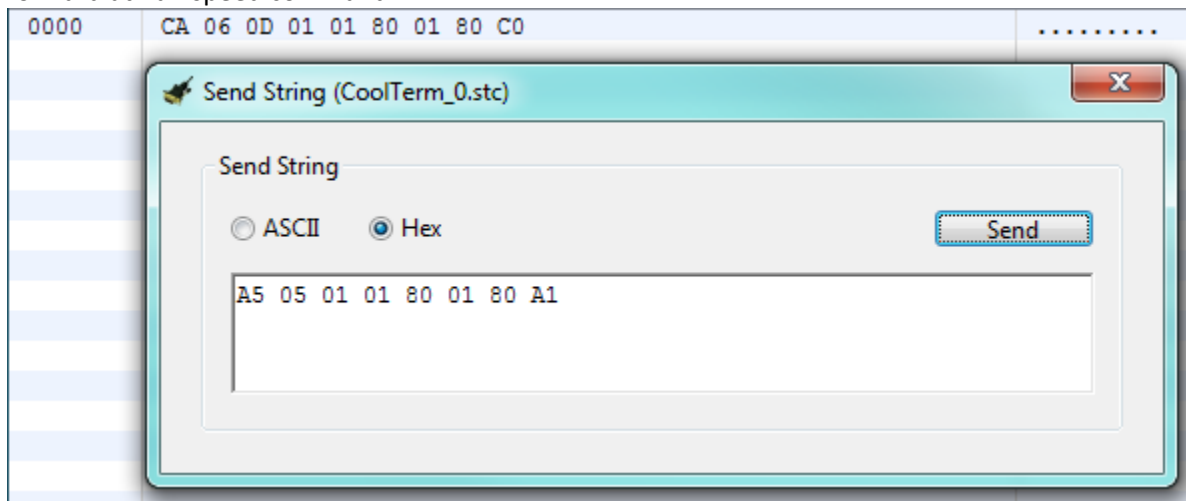 0000 CA 06 0D 01 01 80 01 80 C0 .........
Send String (CoolTerm_0.stc)
Send String
ASCII Hex Send
A5 05 01 01 80 01 80 A1